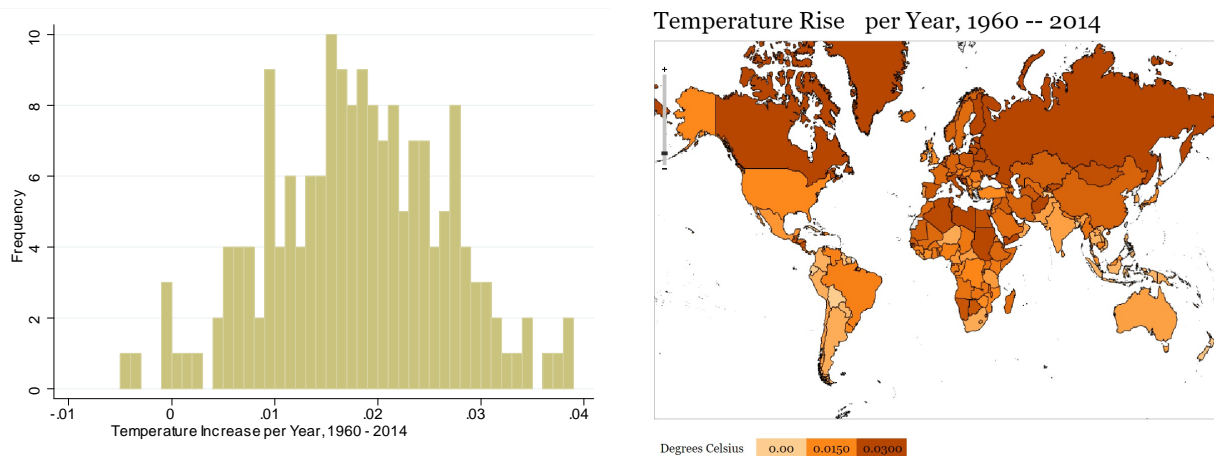 10
8
6
4
2
0
Frequency
-.01 0 .01 .02 .03 .04
Temperature Increase per Year, 1960 - 2014
Temperature Rise per Year, 1960 -- 2014
+
-
Degrees Celsius 0.00 0.0150 0.0300